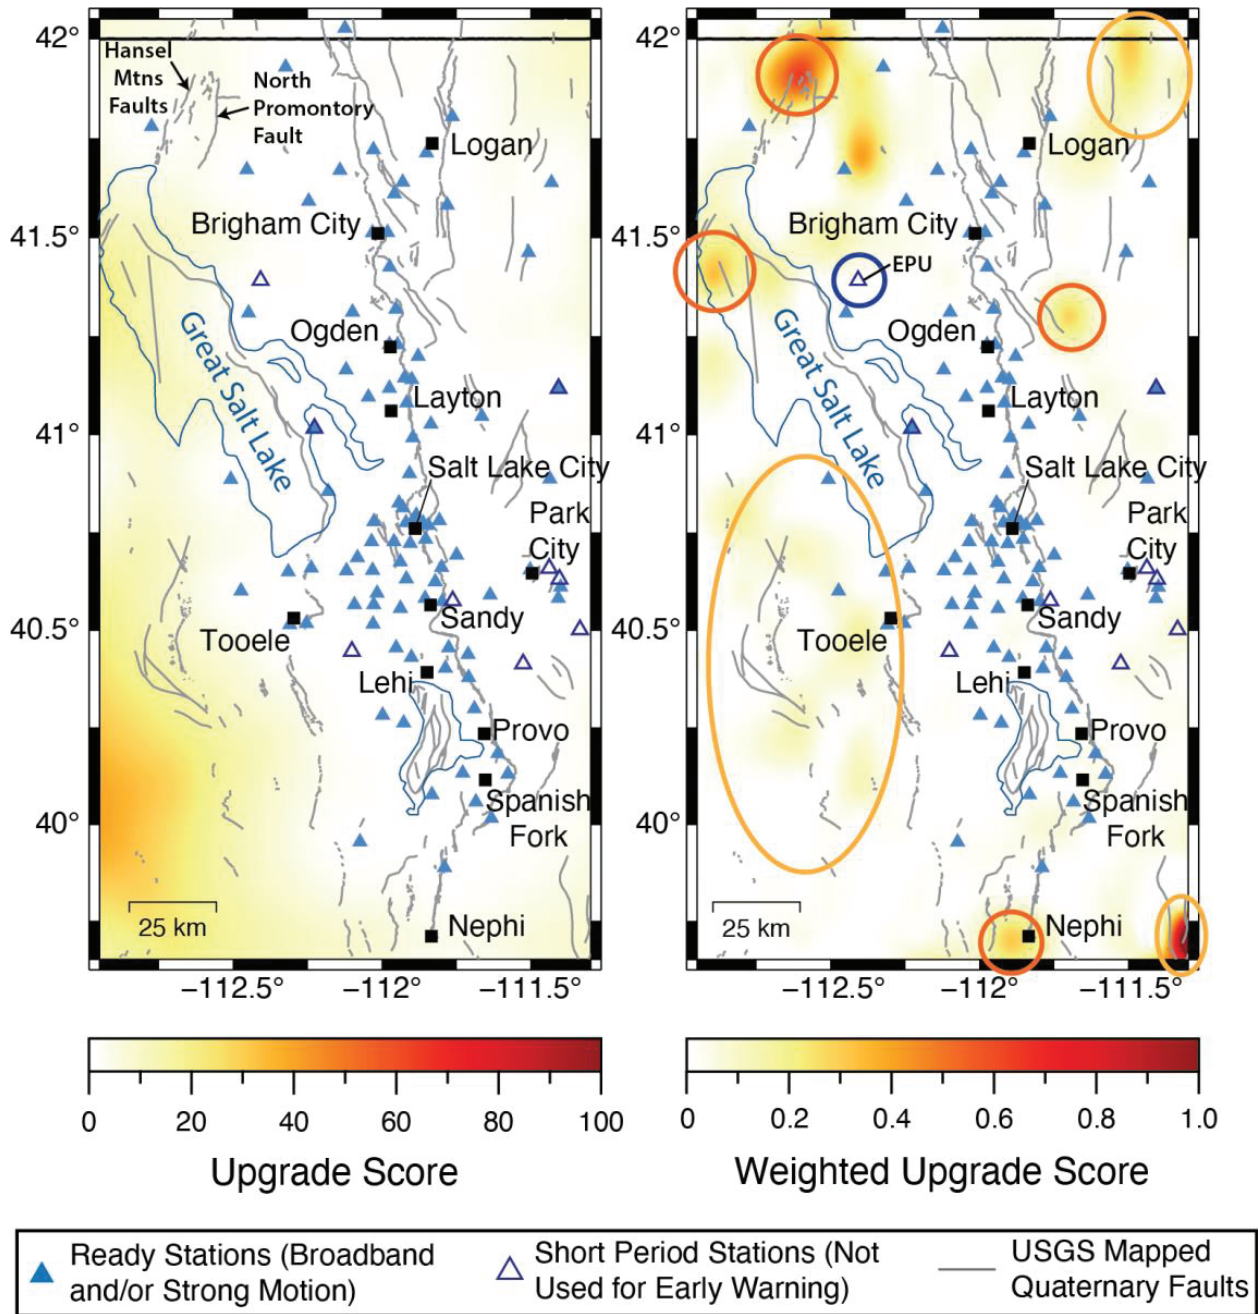 42°
Hansel
Mtns
Faults
North
Promontory
Fault
Logan
41.5°
Brigham City
Ogden
Great Salt Lake
Layton
41°
Salt Lake City
Park
City
40.5°
Tooele
Sandy
Lehi
Provo
40°
Spanish
Fork
25 km
Nephi
−112.5°
−112°
−111.5°
0
20
40
60
80
100
Upgrade Score
42°
Logan
41.5°
Brigham City
EPU
Ogden
Great Salt Lake
Layton
41°
Salt Lake City
Park
City
40.5°
Tooele
Sandy
Lehi
Provo
40°
Spanish
Fork
25 km
Nephi
−112.5°
−112°
−111.5°
0
0.2
0.4
0.6
0.8
1.0
Weighted Upgrade Score
Ready Stations (Broadband
and/or Strong Motion)
Short Period Stations (Not
Used for Early Warning)
USGS Mapped
Quaternary Faults